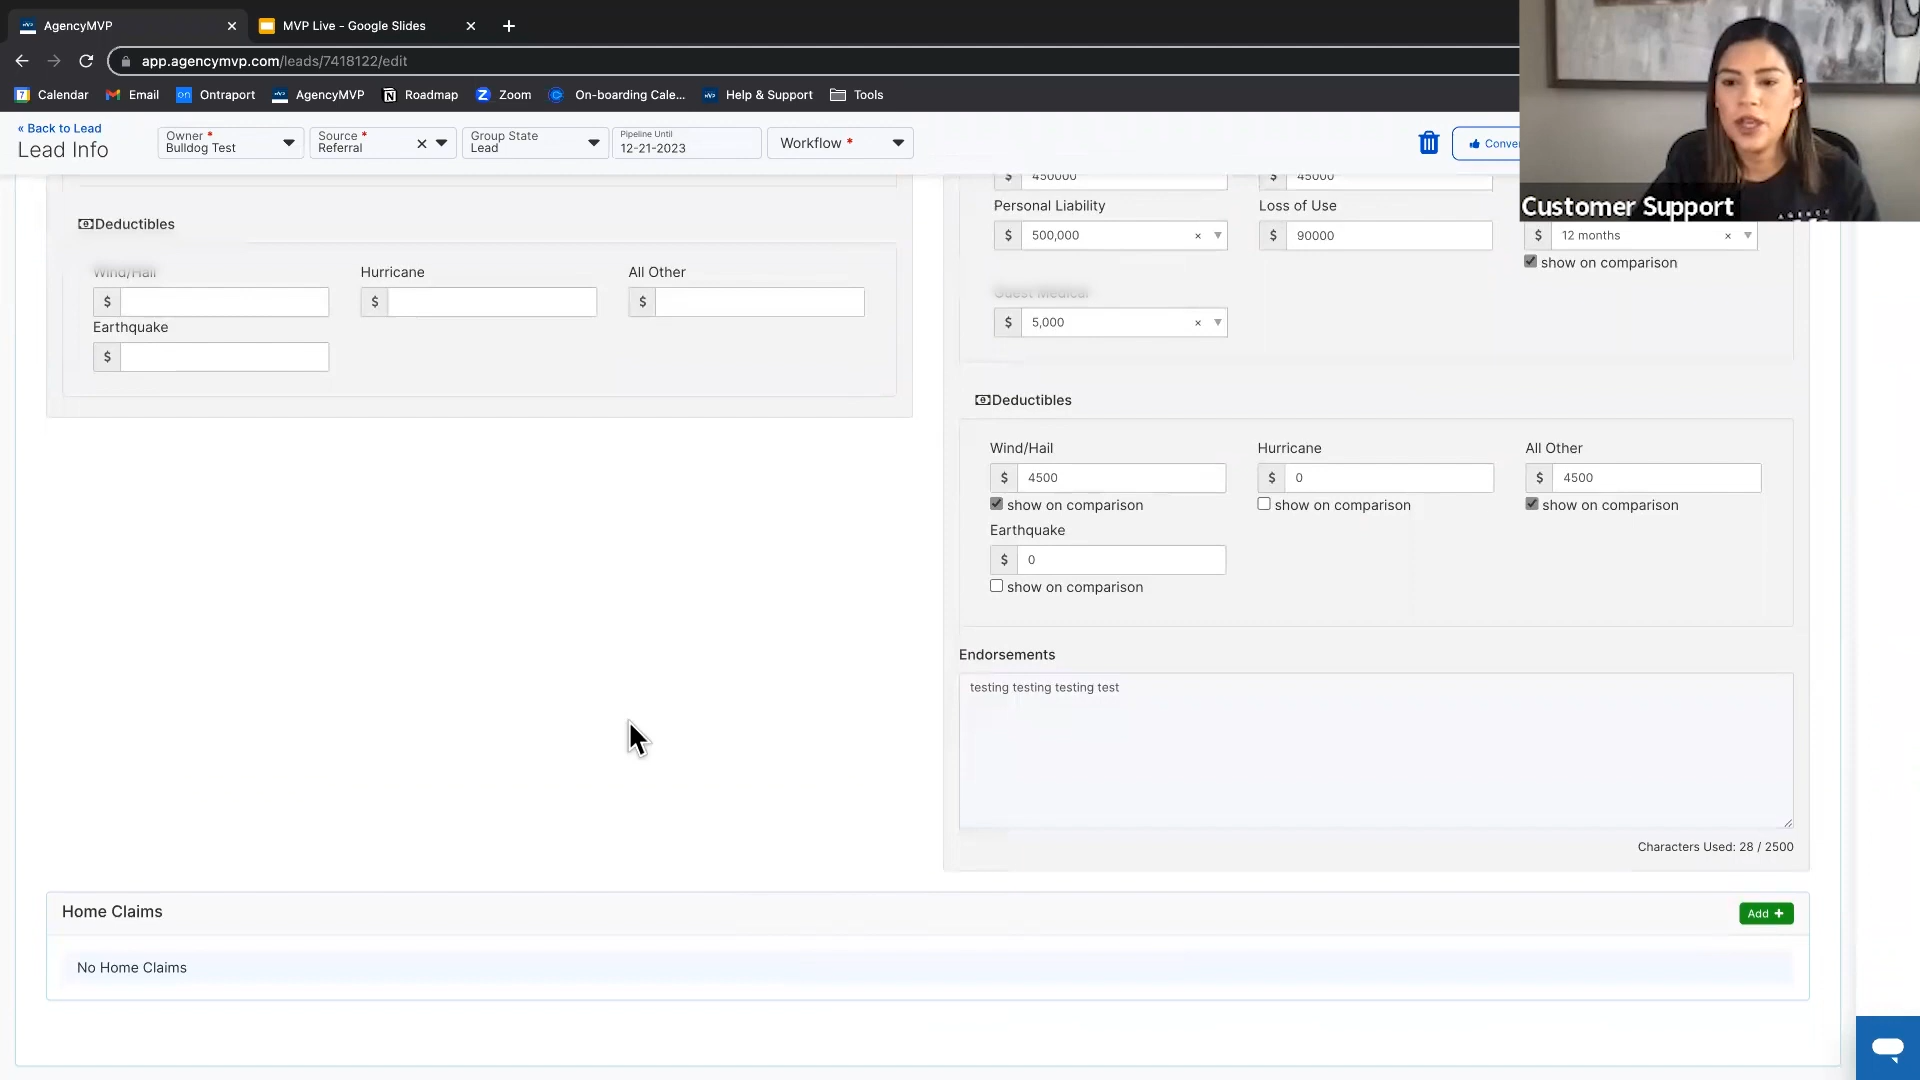 AgencyMVP
MVP Live - Google Slides
app.agencymvp.com/leads/7418122/edit
Calendar
Email
Ontraport
AgencyMVP
Roadmap
Zoom
On-boarding Cale...
Help & Support
Tools
« Back to Lead
Lead Info
Owner *
Bulldog Test
Source *
Referral
Group State
Lead
Pipeline Until
12-21-2023
Workflow *
Conver
Customer Support
Deductibles
Wind/Hail
Hurricane
All Other
$
$
$
Earthquake
$
$ 450000
$ 45000
Personal Liability
Loss of Use
$ 500,000
$ 90000
$ 12 months
show on comparison
Guest Medical
$ 5,000
Deductibles
Wind/Hail
Hurricane
All Other
$ 4500
$ 0
$ 4500
show on comparison
show on comparison
show on comparison
Earthquake
$ 0
show on comparison
Endorsements
testing testing testing test
Characters Used: 28 / 2500
Home Claims
Add +
No Home Claims